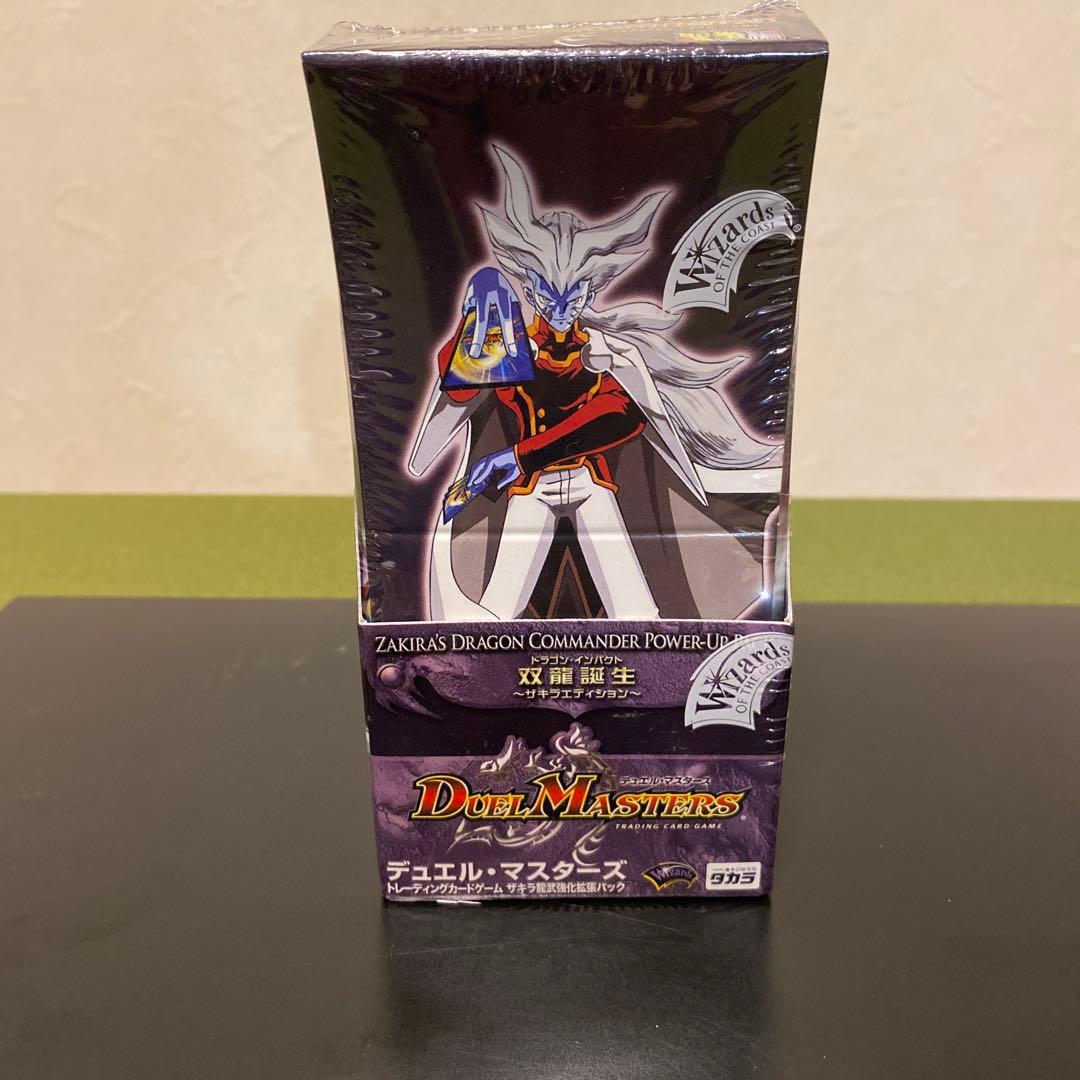 Wizards
OF THE COAST
®
ZAKIRA'S DRAGON COMMANDER POWER-UP
ドラゴン・インパクト
双龍誕生
～ザキラエディション～
Wizards
OF THE COAST
デュエル・マスターズ
DUEL MASTERS
TRADING CARD GAME
デュエル・マスターズ
トレーディングカードゲーム ザキラ龍武強化拡張パック
Wizards
タカラ